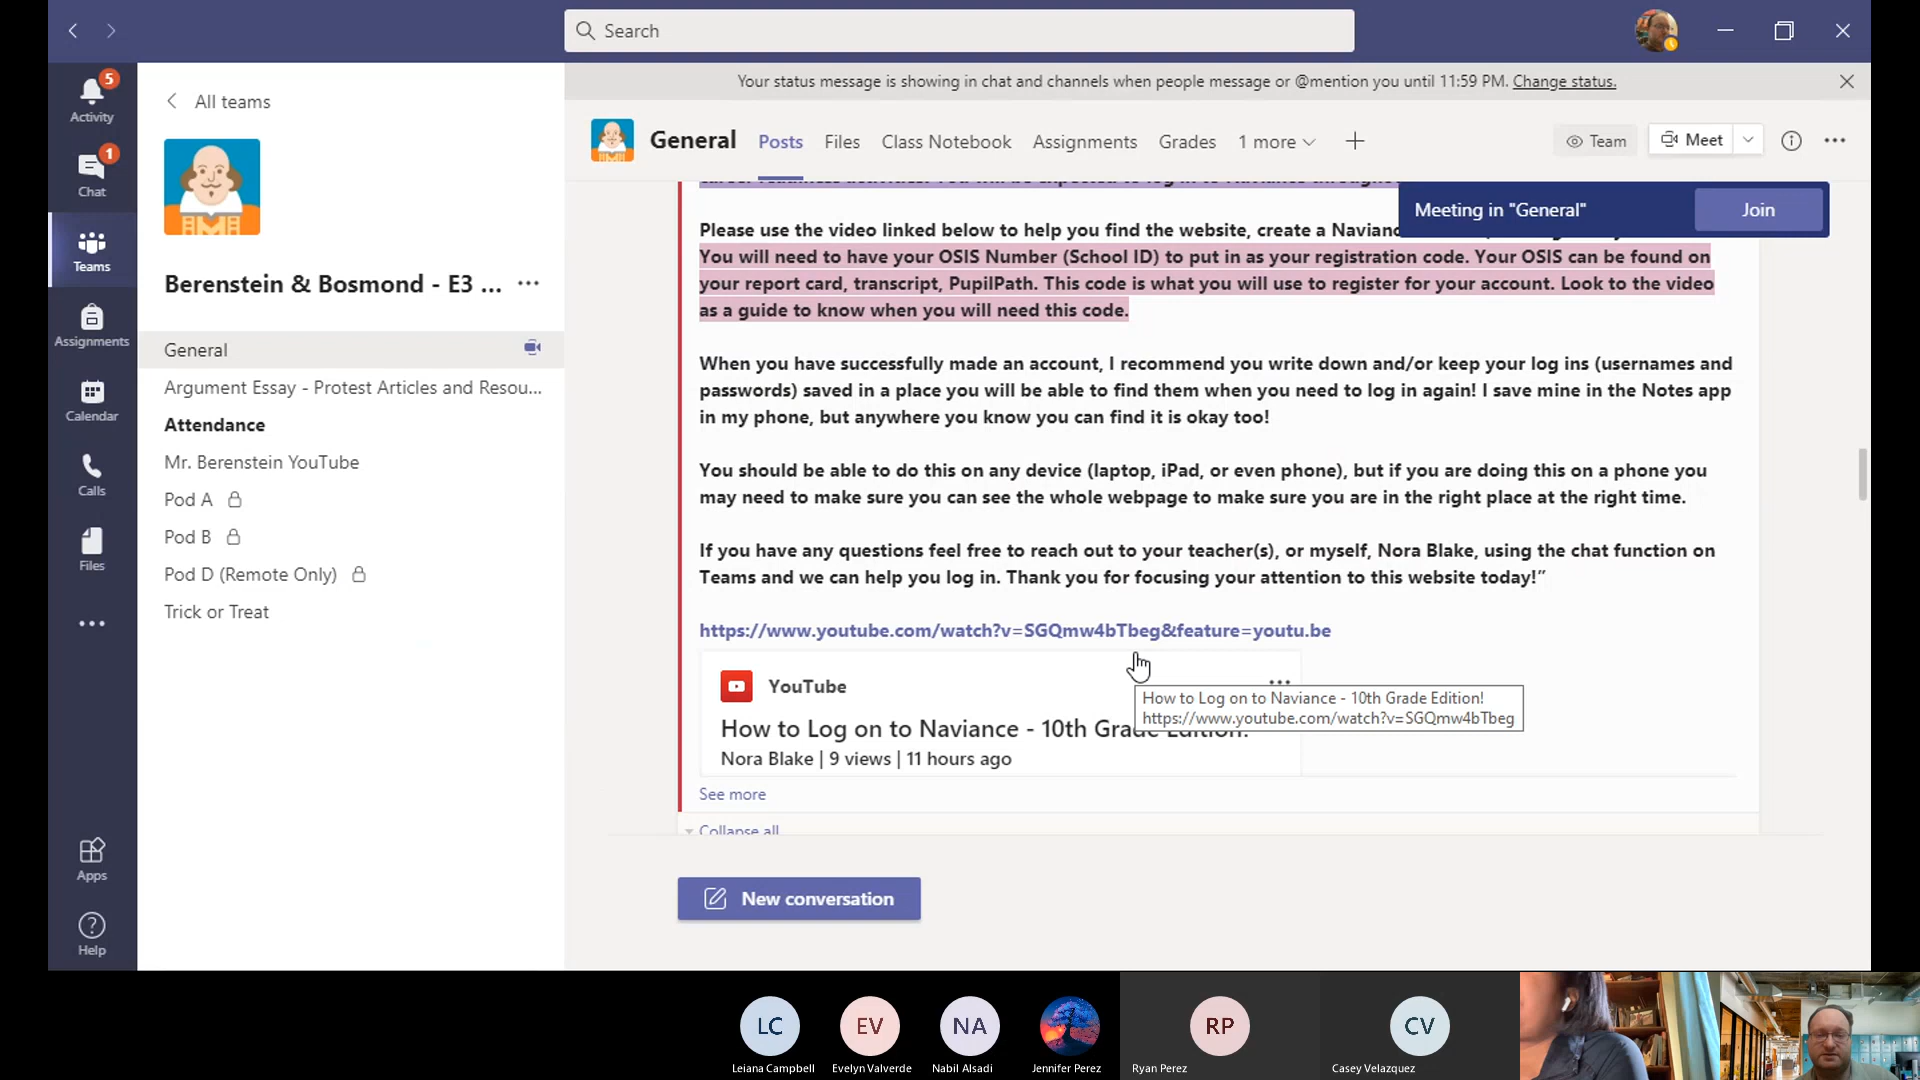 Search
Your status message is showing in chat and channels when people message or @mention you until 11:59 PM. Change status.
5
Activity
1
Chat
Teams
Assignments
Calendar
Calls
Files
Apps
Help
All teams
Berenstein & Bosmond - E3 ...
General
Argument Essay - Protest Articles and Resou...
Attendance
Mr. Berenstein YouTube
Pod A
Pod B
Pod D (Remote Only)
Trick or Treat
General Posts Files Class Notebook Assignments Grades 1 more
Team Meet
Meeting in "General" Join
Please use the video linked below to help you find the website, create a
You will need to have your OSIS Number (School ID) to put in as your registration code. Your OSIS can be found on
your report card, transcript, PupilPath. This code is what you will use to register for your account. Look to the video
as a guide to know when you will need this code.
When you have successfully made an account, I recommend you write down and/or keep your log ins (usernames and
passwords) saved in a place you will be able to find them when you need to log in again! I save mine in the Notes app
in my phone, but anywhere you know you can find it is okay too!
You should be able to do this on any device (laptop, iPad, or even phone), but if you are doing this on a phone you
may need to make sure you can see the whole webpage to make sure you are in the right place at the right time.
If you have any questions feel free to reach out to your teacher(s), or myself, Nora Blake, using the chat function on
Teams and we can help you log in. Thank you for focusing your attention to this website today!”
https://www.youtube.com/watch?v=SGQmw4bTbeg&feature=youtu.be
YouTube
How to Log on to Naviance - 10th Grade Edition!
https://www.youtube.com/watch?v=SGQmw4bTbeg
How to Log on to Naviance - 10th Grade Edition!
Nora Blake | 9 views | 11 hours ago
See more
Collapse all
New conversation
LC EV NA RP CV
Leiana Campbell Evelyn Valverde Nabil Alsadi Jennifer Perez Ryan Perez Casey Velazquez